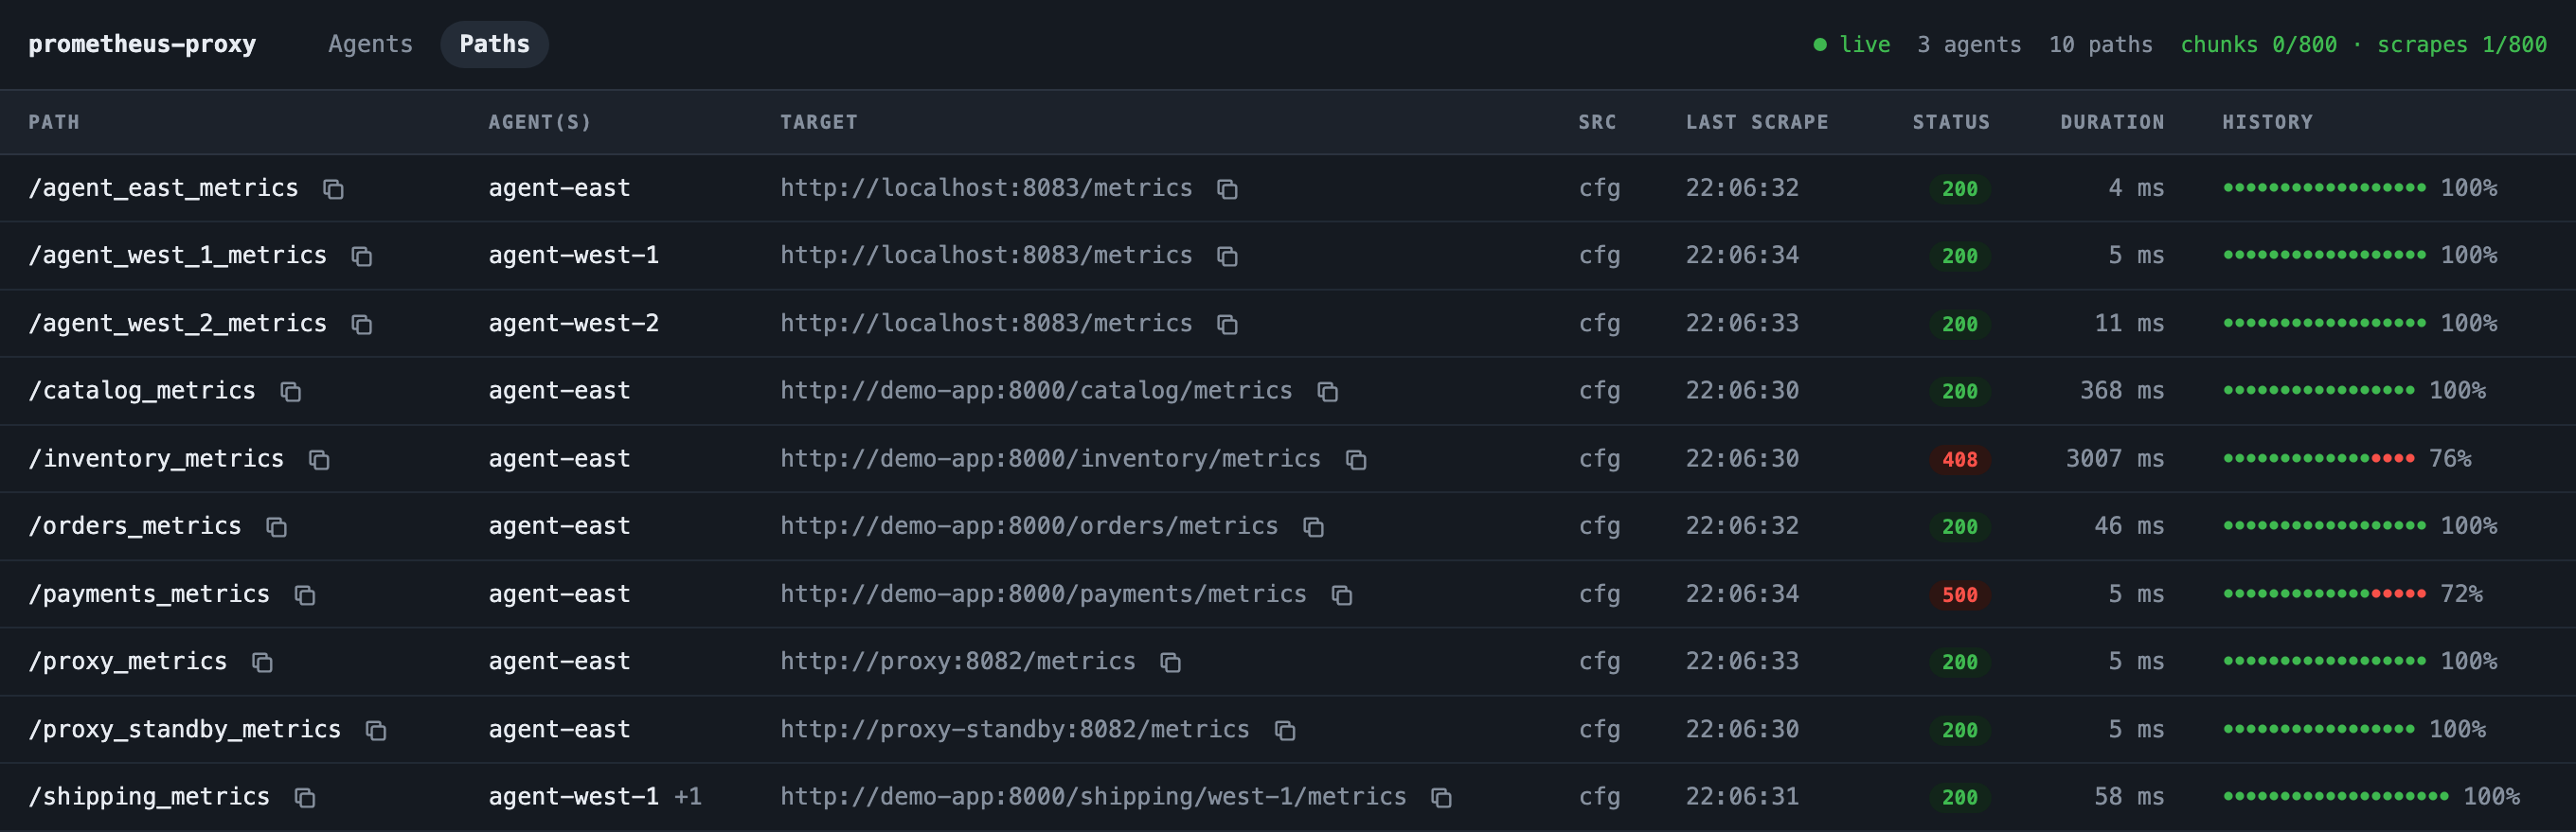 prometheus-proxy Agents Paths live 3 agents 10 paths chunks 0/800 · scrapes 1/800
PATH AGENT(S) TARGET SRC LAST SCRAPE STATUS DURATION HISTORY
/agent_east_metrics agent-east http://localhost:8083/metrics cfg 22:06:32 200 4 ms 100%
/agent_west_1_metrics agent-west-1 http://localhost:8083/metrics cfg 22:06:34 200 5 ms 100%
/agent_west_2_metrics agent-west-2 http://localhost:8083/metrics cfg 22:06:33 200 11 ms 100%
/catalog_metrics agent-east http://demo-app:8000/catalog/metrics cfg 22:06:30 200 368 ms 100%
/inventory_metrics agent-east http://demo-app:8000/inventory/metrics cfg 22:06:30 408 3007 ms 76%
/orders_metrics agent-east http://demo-app:8000/orders/metrics cfg 22:06:32 200 46 ms 100%
/payments_metrics agent-east http://demo-app:8000/payments/metrics cfg 22:06:34 500 5 ms 72%
/proxy_metrics agent-east http://proxy:8082/metrics cfg 22:06:33 200 5 ms 100%
/proxy_standby_metrics agent-east http://proxy-standby:8082/metrics cfg 22:06:30 200 5 ms 100%
/shipping_metrics agent-west-1 +1 http://demo-app:8000/shipping/west-1/metrics cfg 22:06:31 200 58 ms 100%